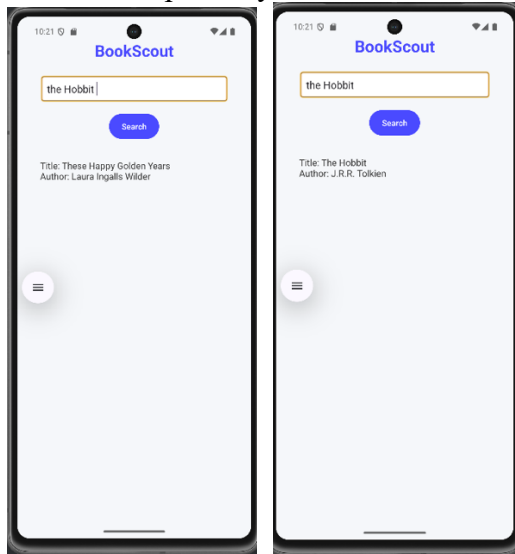 10:21
BookScout
the Hobbit
Search
Title: These Happy Golden Years
Author: Laura Ingalls Wilder
10:21
BookScout
the Hobbit
Search
Title: The Hobbit
Author: J.R.R. Tolkien